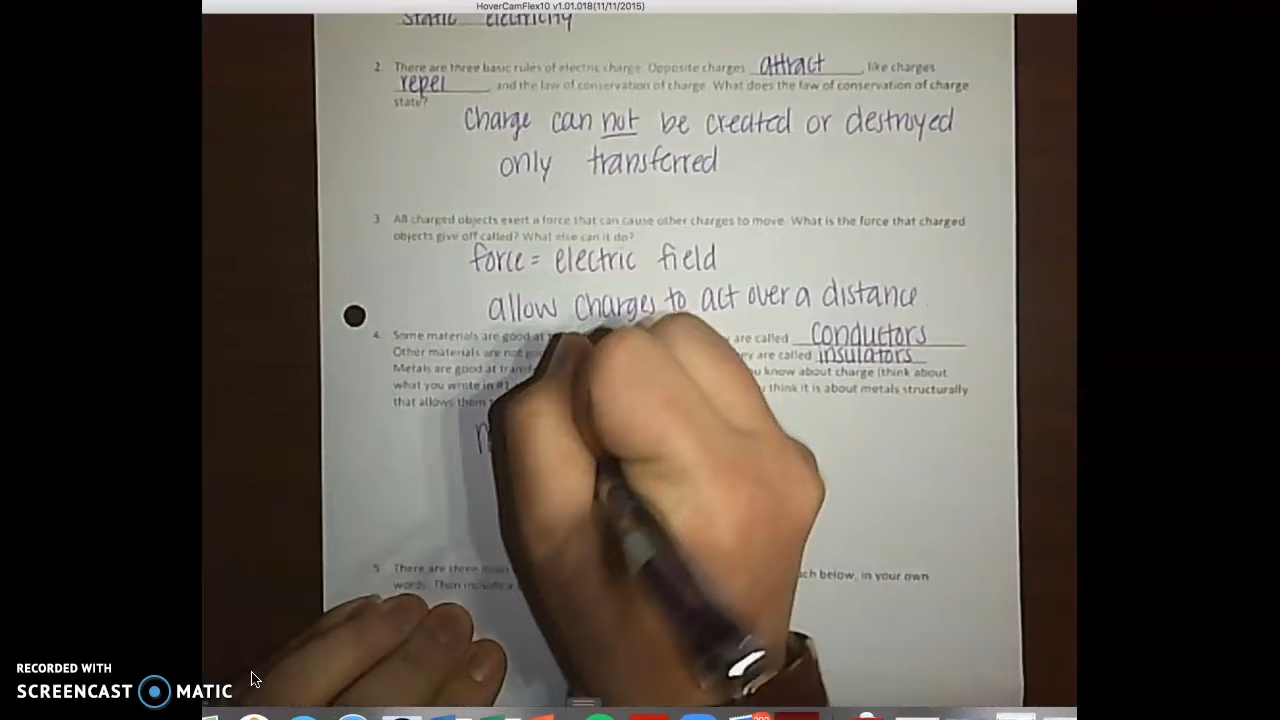 HoverCamFlex10 v1.01.018(11/11/2015)
static electricity
2. There are three basic rules of electric charge. Opposite charges attract like charges
repel and the law of conservation of charge. What does the law of conservation of charge
state?
Charge can not be created or destroyed
only transferred
3. All charged objects exert a force that can cause other charges to move. What is the force that charged
objects give off called? What else can it do?
force = electric field
allow charges to act over a distance
4. Some materials are good at are called conductors
Other materials are not are called insulators
Metals are good at know about charge (think about
what you wrote in #1 think it is about metals structurally
that allows them
5. There are three below, in your own
words. Then include a
RECORDED WITH
SCREENCAST MATIC